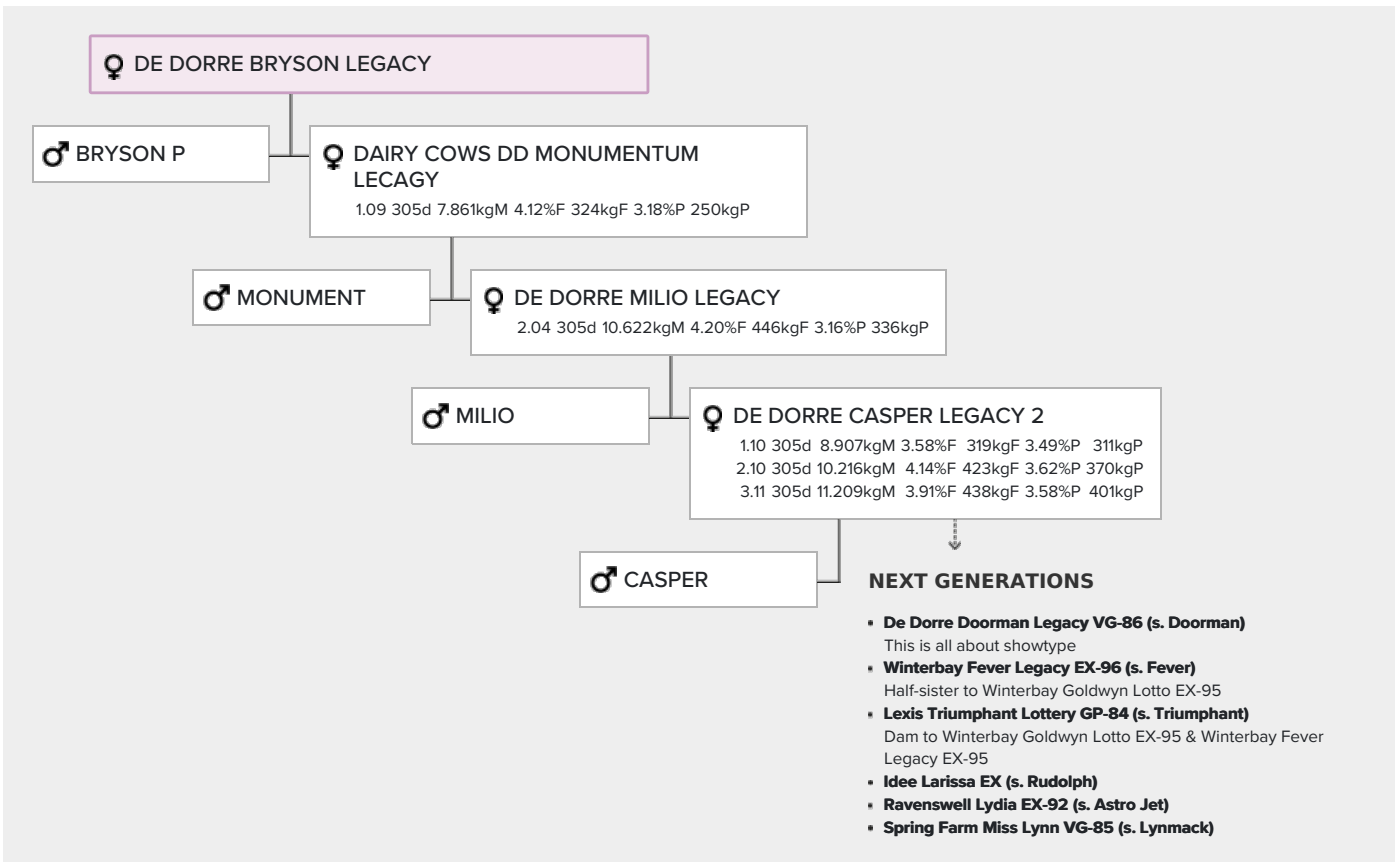 DE DORRE BRYSON LEGACY
BRYSON P
DAIRY COWS DD MONUMENTUM
LECAGY
1.09 305d 7.861kgM 4.12%F 324kgF 3.18%P 250kgP
MONUMENT
DE DORRE MILIO LEGACY
2.04 305d 10.622kgM 4.20%F 446kgF 3.16%P 336kgP
MILIO
DE DORRE CASPER LEGACY 2
1.10 305d 8.907kgM 3.58%F 319kgF 3.49%P 311kgP
2.10 305d 10.216kgM 4.14%F 423kgF 3.62%P 370kgP
3.11 305d 11.209kgM 3.91%F 438kgF 3.58%P 401kgP
CASPER
NEXT GENERATIONS
▪ De Dorre Doorman Legacy VG-86 (s. Doorman)
This is all about showtype
▪ Winterbay Fever Legacy EX-96 (s. Fever)
Half-sister to Winterbay Goldwyn Lotto EX-95
▪ Lexis Triumphant Lottery GP-84 (s. Triumphant)
Dam to Winterbay Goldwyn Lotto EX-95 & Winterbay Fever
Legacy EX-95
▪ Idee Larissa EX (s. Rudolph)
▪ Ravenswell Lydia EX-92 (s. Astro Jet)
▪ Spring Farm Miss Lynn VG-85 (s. Lynmack)